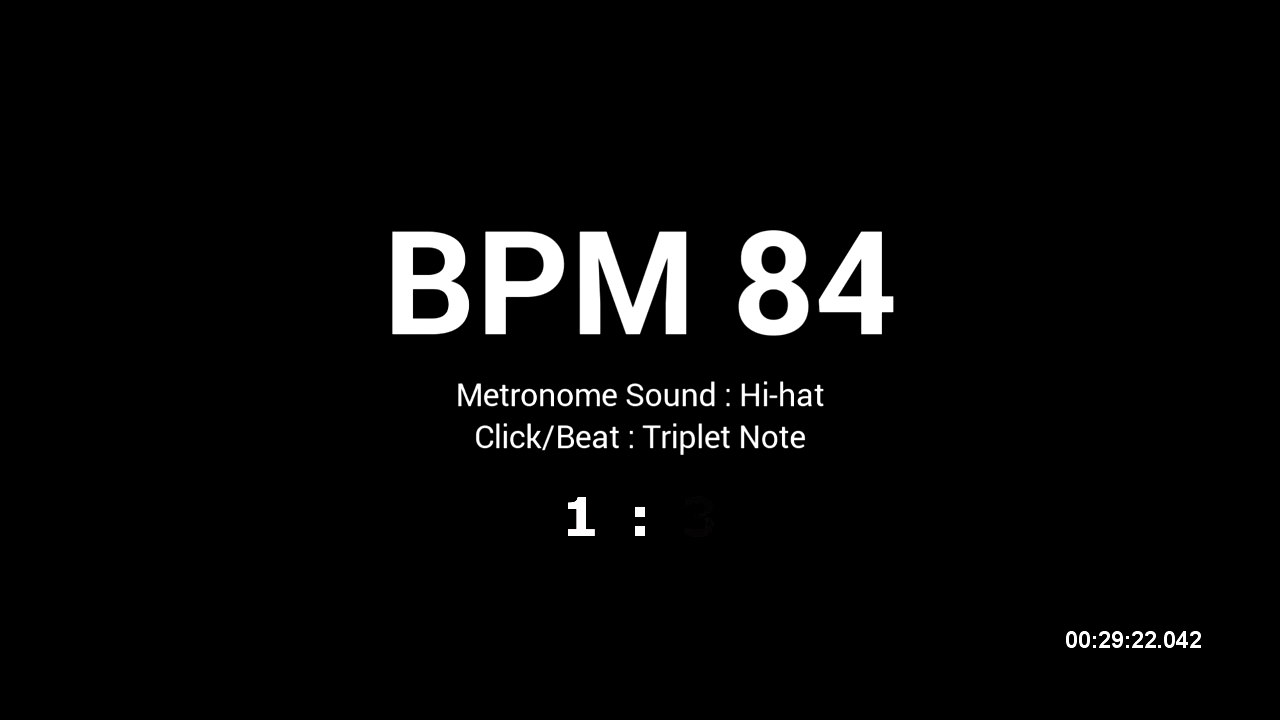 BPM 84
Metronome Sound : Hi-hat
Click/Beat : Triplet Note
1 : 3
00:29:22.042